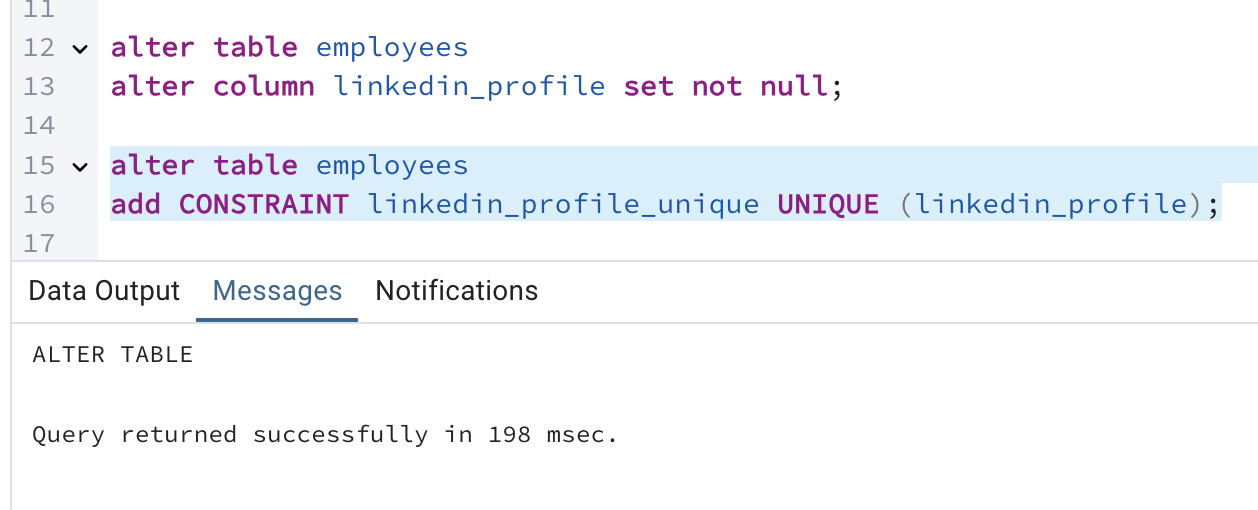 11
12 alter table employees
13 alter column linkedin_profile set not null;
14
15 alter table employees
16 add CONSTRAINT linkedin_profile_unique UNIQUE (linkedin_profile);
17
Data Output Messages Notifications
ALTER TABLE
Query returned successfully in 198 msec.